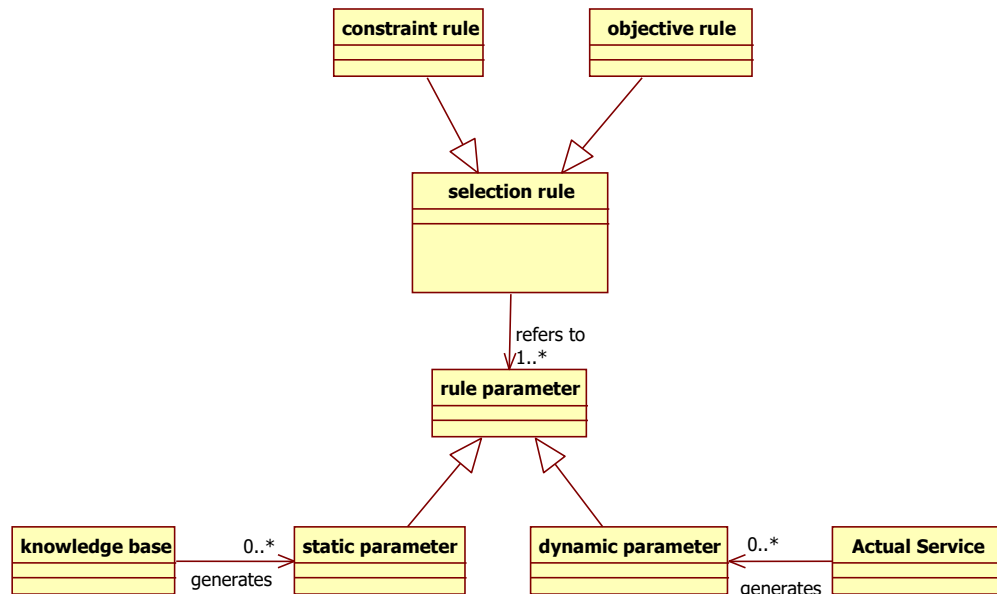 constraint rule
objective rule
selection rule
refers to
1..*
rule parameter
knowledge base
0..*
generates
static parameter
dynamic parameter
0..*
generates
Actual Service